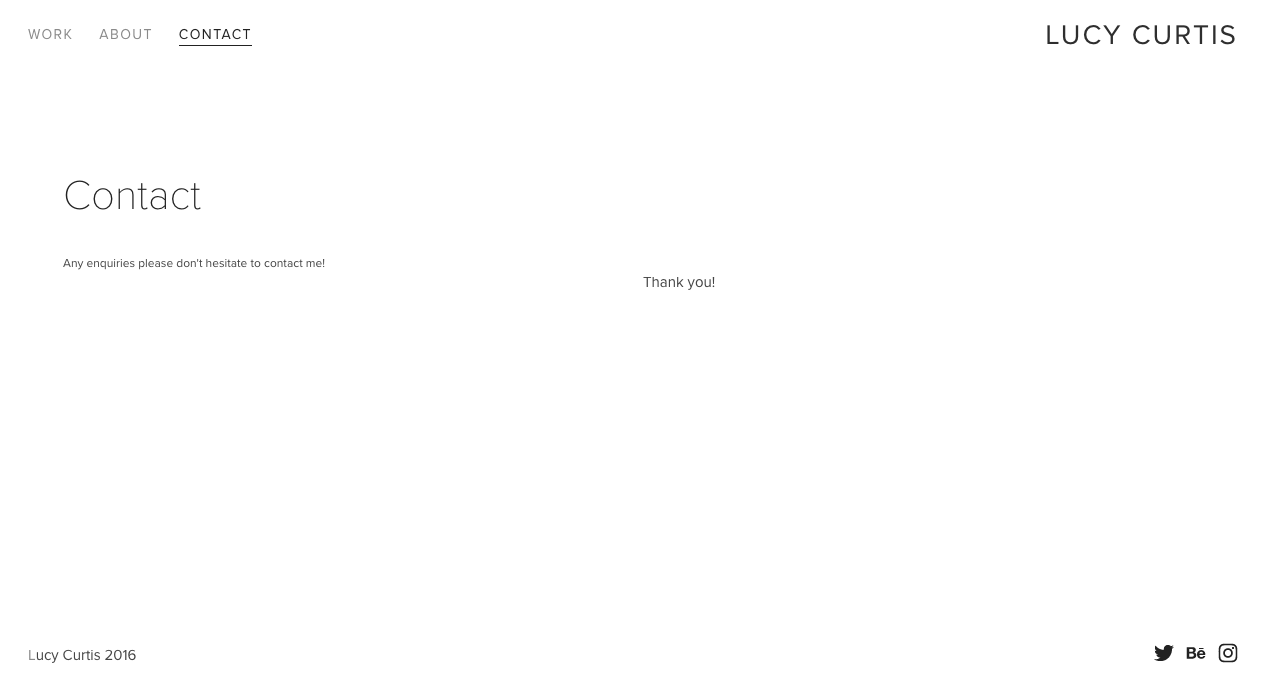 WORK ABOUT CONTACT LUCY CURTIS
Contact
Any enquiries please don't hesitate to contact me!
Thank you!
Lucy Curtis 2016 Bē